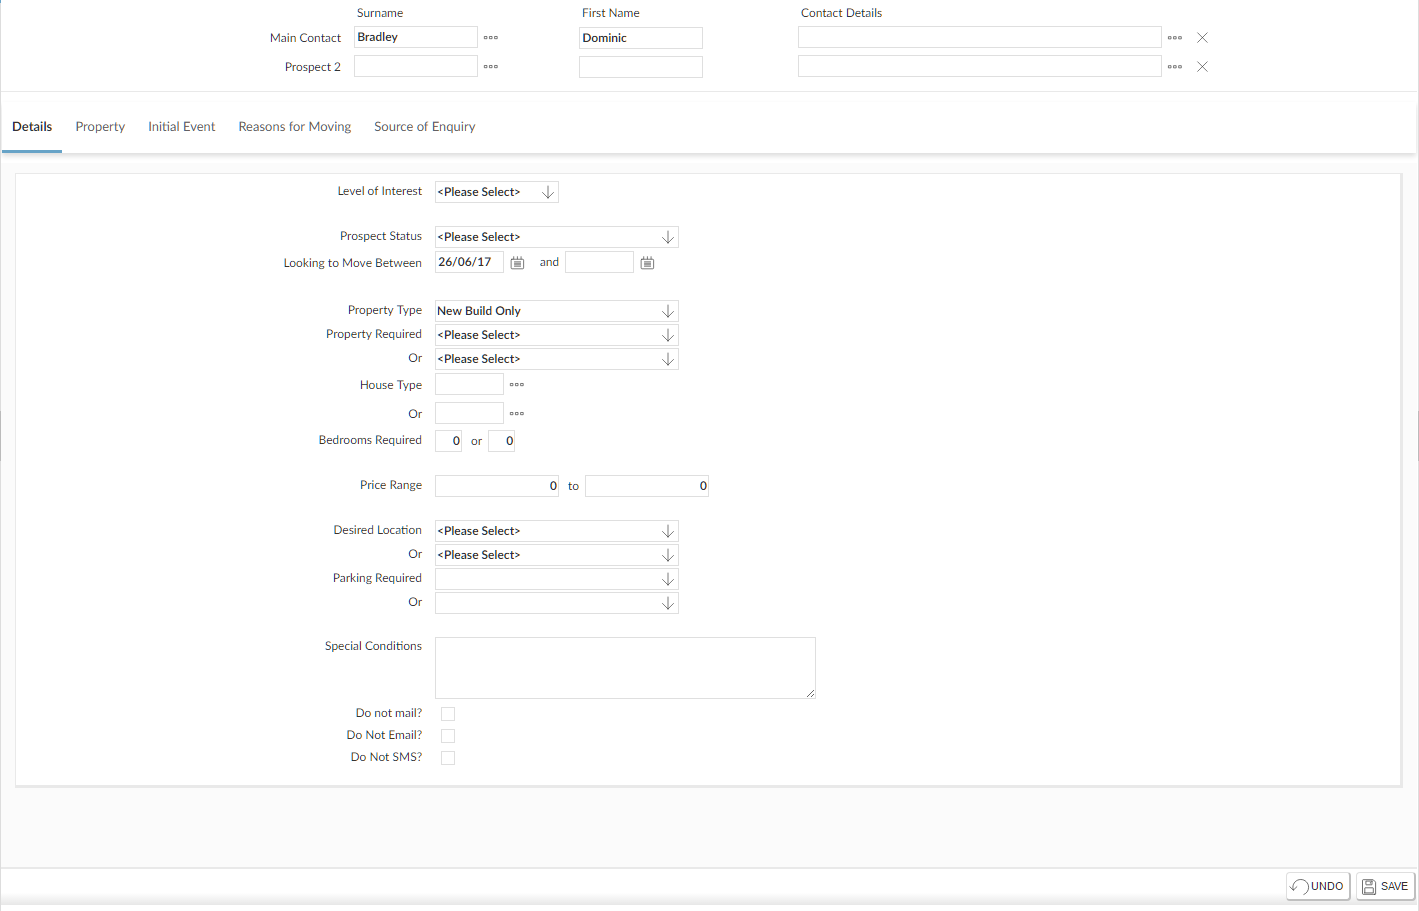 Surname First Name Contact Details
Main Contact Bradley Dominic
Prospect 2
Details Property Initial Event Reasons for Moving Source of Enquiry
Level of Interest <Please Select>
Prospect Status <Please Select>
Looking to Move Between 26/06/17 and
Property Type New Build Only
Property Required <Please Select>
Or <Please Select>
House Type
Or
Bedrooms Required 0 or 0
Price Range 0 to 0
Desired Location <Please Select>
Or <Please Select>
Parking Required
Or
Special Conditions
Do not mail?
Do Not Email?
Do Not SMS?
UNDO SAVE